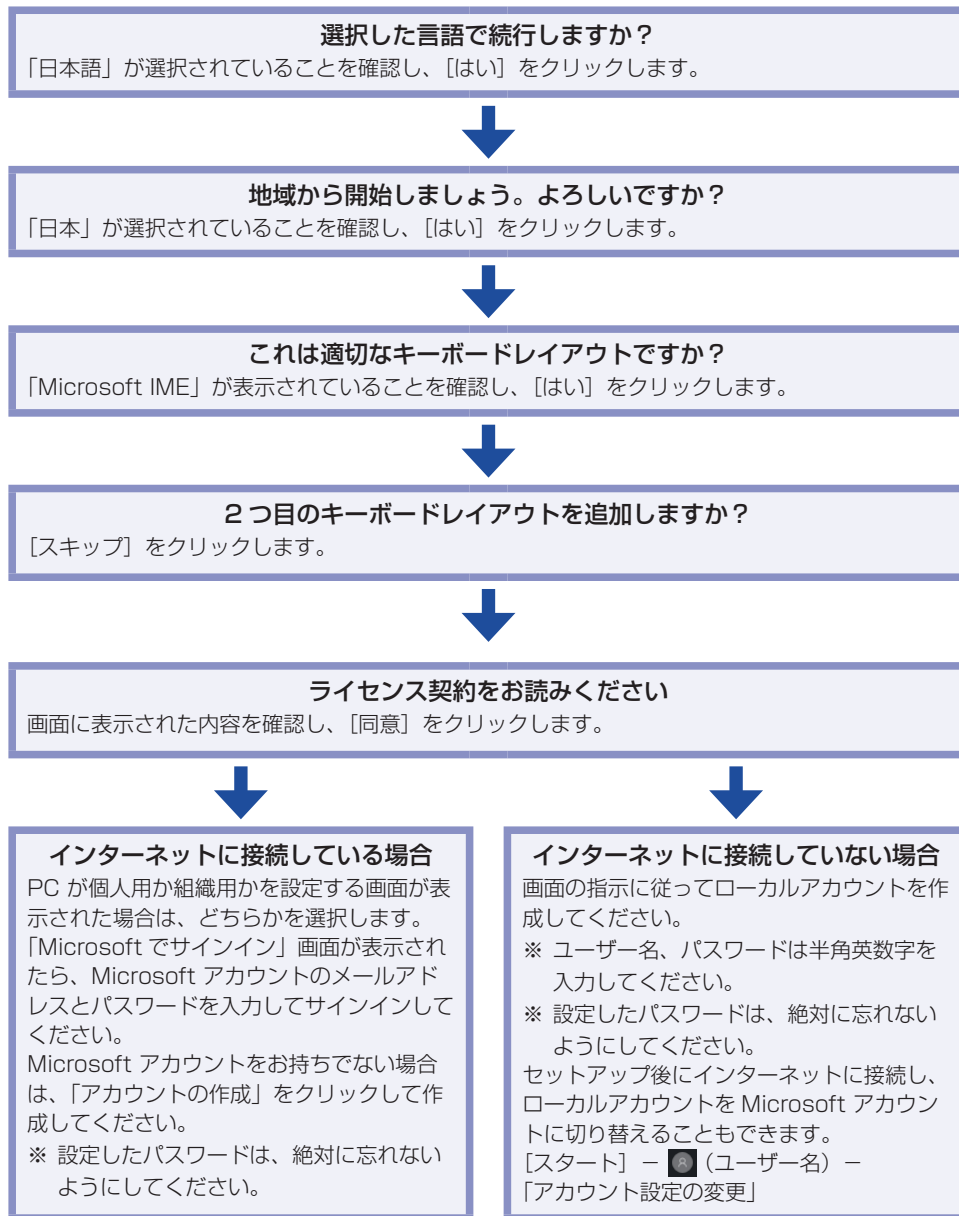 選択した言語で続行しますか？
「日本語」が選択されていることを確認し、［はい］をクリックします。
地域から開始しましょう。よろしいですか？
「日本」が選択されていることを確認し、［はい］をクリックします。
これは適切なキーボードレイアウトですか？
「Microsoft IME」が表示されていることを確認し、［はい］をクリックします。
2 つ目のキーボードレイアウトを追加しますか？
［スキップ］をクリックします。
ライセンス契約をお読みください
画面に表示された内容を確認し、［同意］をクリックします。
インターネットに接続している場合
PC が個人用か組織用かを設定する画面が表
示された場合は、どちらかを選択します。
「Microsoft でサインイン」画面が表示され
たら、Microsoft アカウントのメールアド
レスとパスワードを入力してサインインして
ください。
Microsoft アカウントをお持ちでない場合
は、「アカウントの作成」をクリックして作
成してください。
※ 設定したパスワードは、絶対に忘れない
ようにしてください。
インターネットに接続していない場合
画面の指示に従ってローカルアカウントを作
成してください。
※ ユーザー名、パスワードは半角英数字を
入力してください。
※ 設定したパスワードは、絶対に忘れない
ようにしてください。
セットアップ後にインターネットに接続し、
ローカルアカウントを Microsoft アカウン
トに切り替えることもできます。
［スタート］－（ユーザー名）－
「アカウント設定の変更」